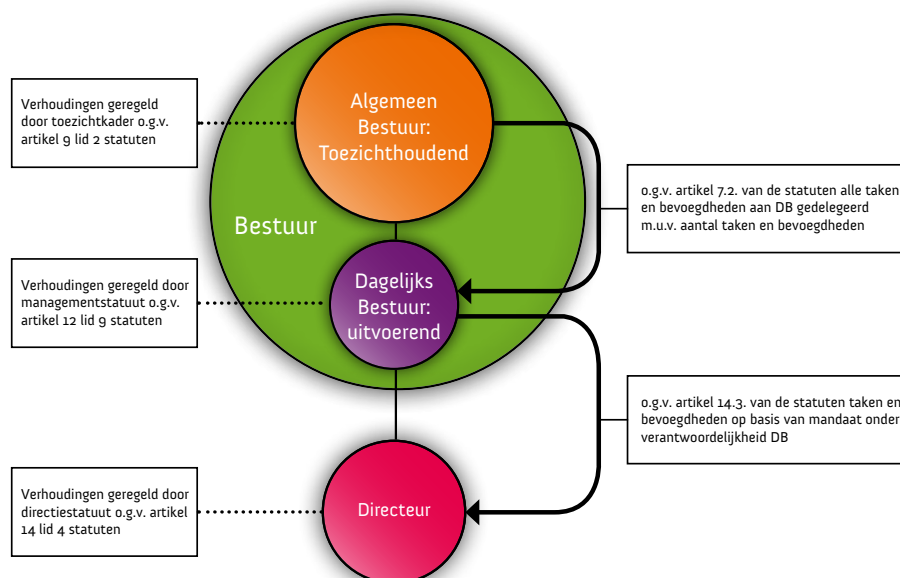 Verhoudingen geregeld
door toezichtkader o.g.v.
artikel 9 lid 2 statuten
Algemeen
Bestuur:
Toezichthoudend
o.g.v. artikel 7.2. van de statuten alle taken
en bevoegdheden aan DB gedelegeerd
m.u.v. aantal taken en bevoegdheden
Bestuur
Verhoudingen geregeld door
managementstatuut o.g.v.
artikel 12 lid 9 statuten
Dagelijks
Bestuur:
uitvoerend
o.g.v. artikel 14.3. van de statuten taken en
bevoegdheden op basis van mandaat onder
verantwoordelijkheid DB
Verhoudingen geregeld door
directiestatuut o.g.v. artikel
14 lid 4 statuten
Directeur